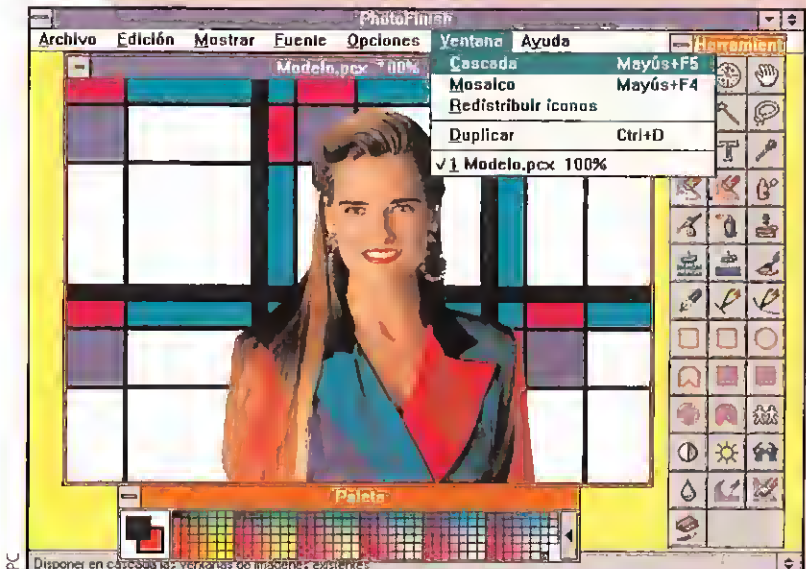 PhotoFinish
Archivo Edición Mostrar Fuente Opciones Ventana Ayuda
Herramient
Modelo.pcx 100%
Cascada Mayús+F5
Mosaico Mayús+F4
Redistribuir iconos
Duplicar Ctrl+D
√1 Modelo.pcx 100%
Paleta
Disponer en cascada las ventanas de imágenes existentes
PC